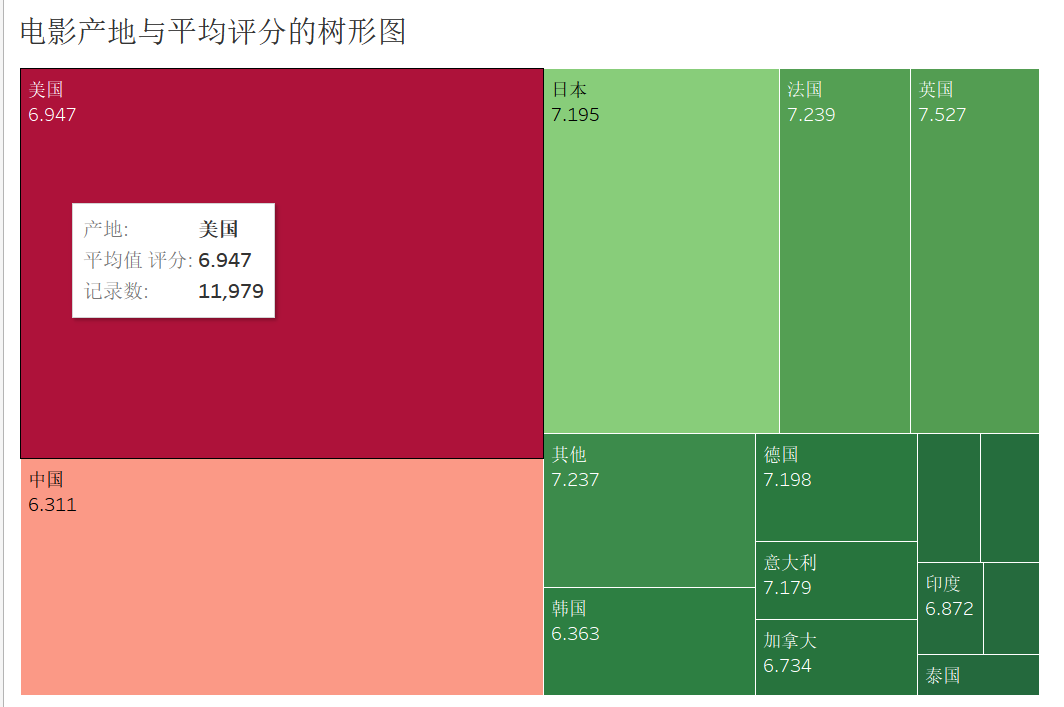 电影产地与平均评分的树形图
美国
6.947
产地: 美国
平均值 评分: 6.947
记录数: 11,979
中国
6.311
日本
7.195
法国
7.239
英国
7.527
其他
7.237
韩国
6.363
德国
7.198
意大利
7.179
加拿大
6.734
印度
6.872
泰国